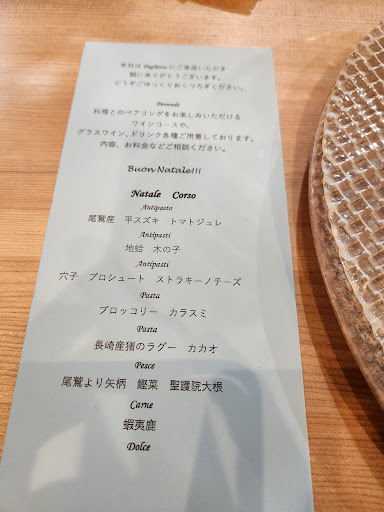 本日は Bagliore にご来店いただき
誠にありがとうございます。
どうぞごゆっくりおくつろぎください。
Bevande
料理とのペアリングをお楽しみいただける
ワインコースや、
グラスワイン、ドリンク各種ご用意しております。
内容、お料金などご相談ください。
Buon Natale!!!
Natale Corso
Antipasto
尾鷲産 平スズキ トマトジュレ
Antipasti
地蛤 木の子
Antipasti
穴子 プロシュート ストラキーノチーズ
Pasta
ブロッコリー カラスミ
Pasta
長崎産猪のラグー カカオ
Pesce
尾鷲より矢柄 鰹菜 聖護院大根
Carne
蝦夷鹿
Dolce